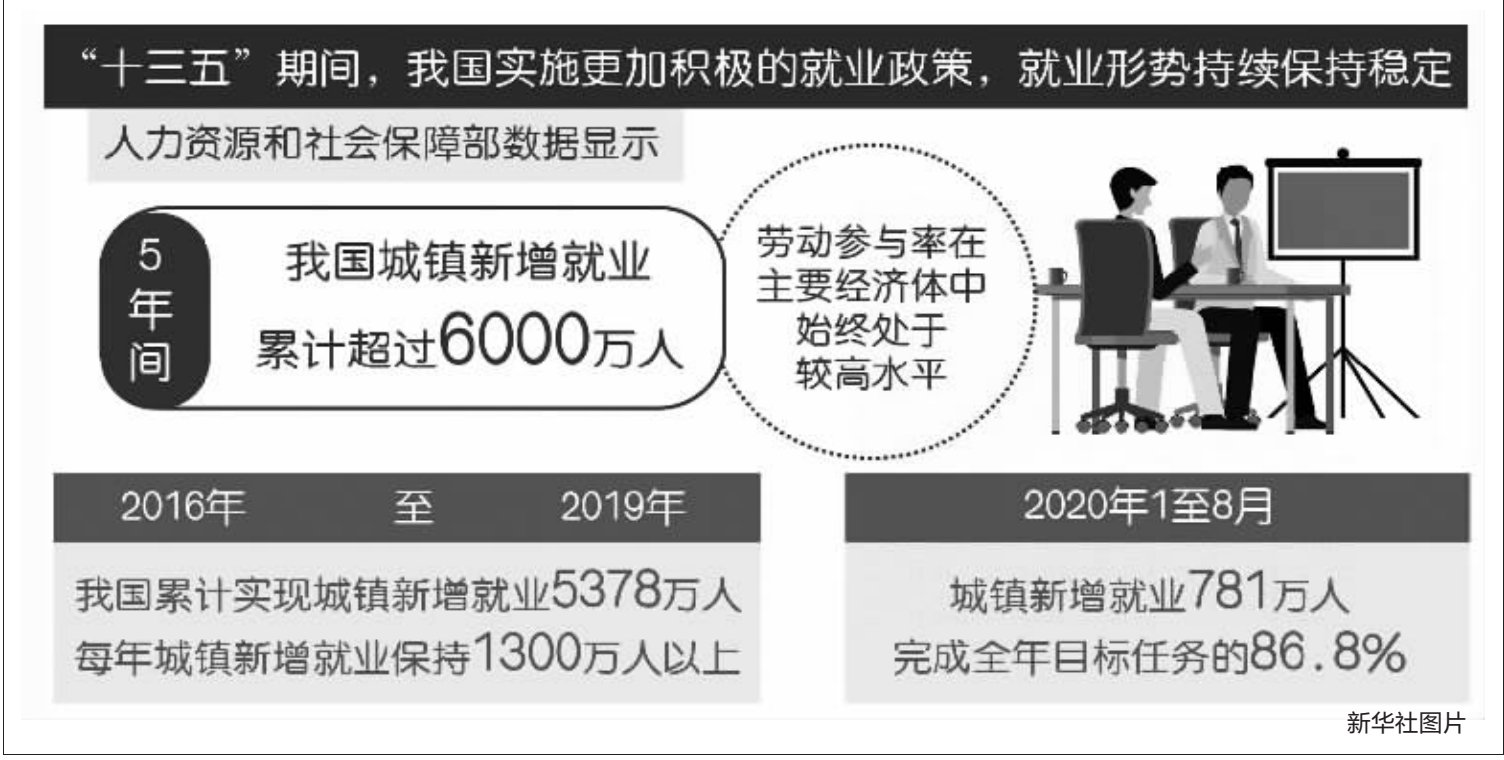 “十三五”期间，我国实施更加积极的就业政策，就业形势持续保持稳定
人力资源和社会保障部数据显示
5年间
我国城镇新增就业
累计超过6000万人
劳动参与率在
主要经济体中
始终处于
较高水平
2016年 至 2019年
我国累计实现城镇新增就业5378万人
每年城镇新增就业保持1300万人以上
2020年1至8月
城镇新增就业781万人
完成全年目标任务的86.8%
新华社图片